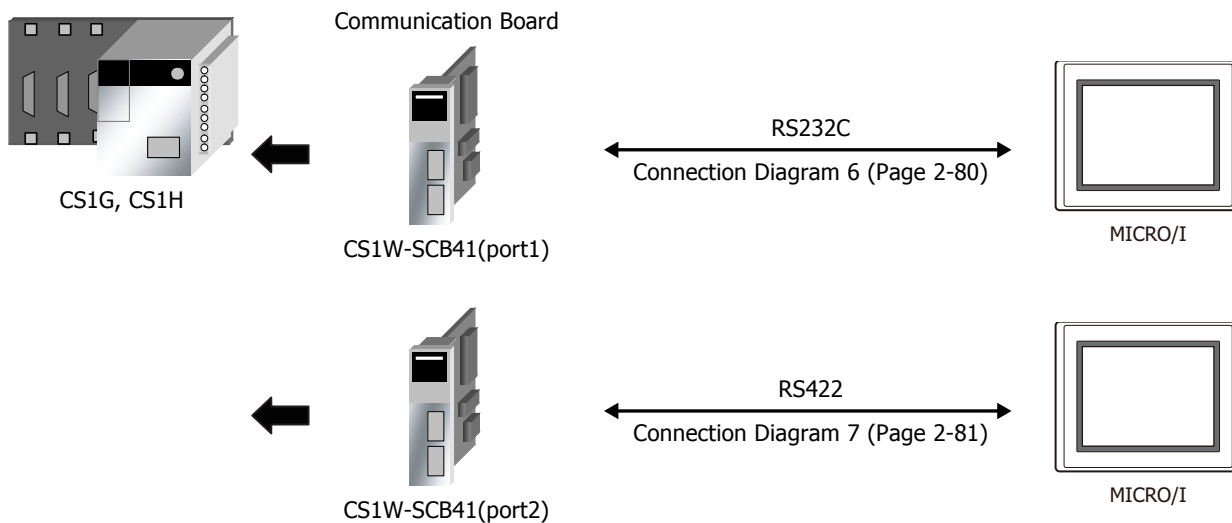 Communication Board
RS232C
Connection Diagram 6 (Page 2-80)
CS1G, CS1H
CS1W-SCB41(port1)
MICRO/I
RS422
Connection Diagram 7 (Page 2-81)
CS1W-SCB41(port2)
MICRO/I